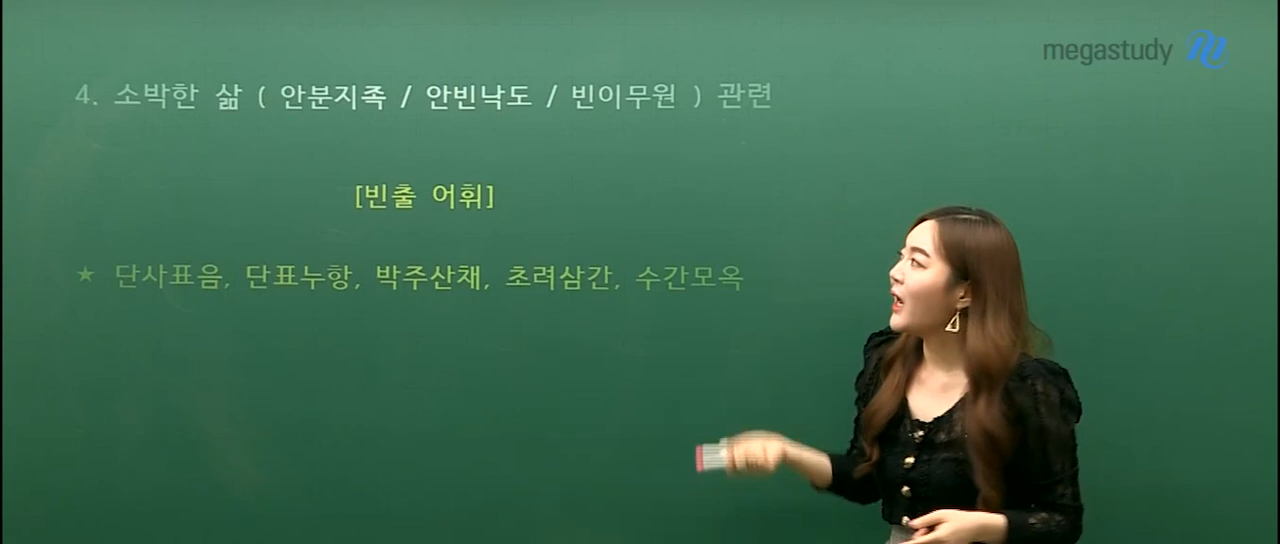 megastudy
4. 소박한 삶 ( 안분지족 / 안빈낙도 / 빈이무원 ) 관련
[빈출 어휘]
★ 단사표음, 단표누항, 박주산채, 초려삼간, 수간모옥